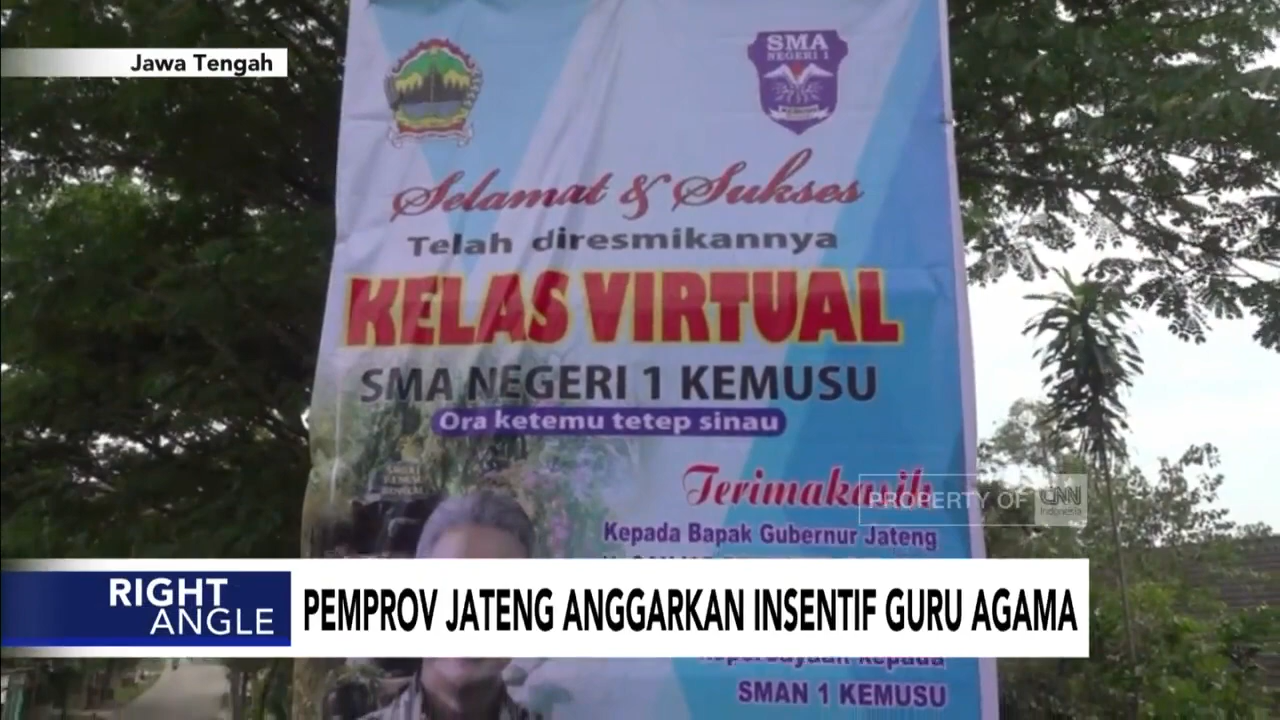 Jawa Tengah
SMA
NEGERI 1
Selamat & Sukses
Telah diresmikannya
KELAS VIRTUAL
SMA NEGERI 1 KEMUSU
Ora ketemu tetep sinau
Terimakasih
PROPERTY OF CNN
Indonesia
Kepada Bapak Gubernur Jateng
RIGHT
ANGLE
PEMPROV JATENG ANGGARKAN INSENTIF GURU AGAMA
kepercayaan kepada
SMAN 1 KEMUSU